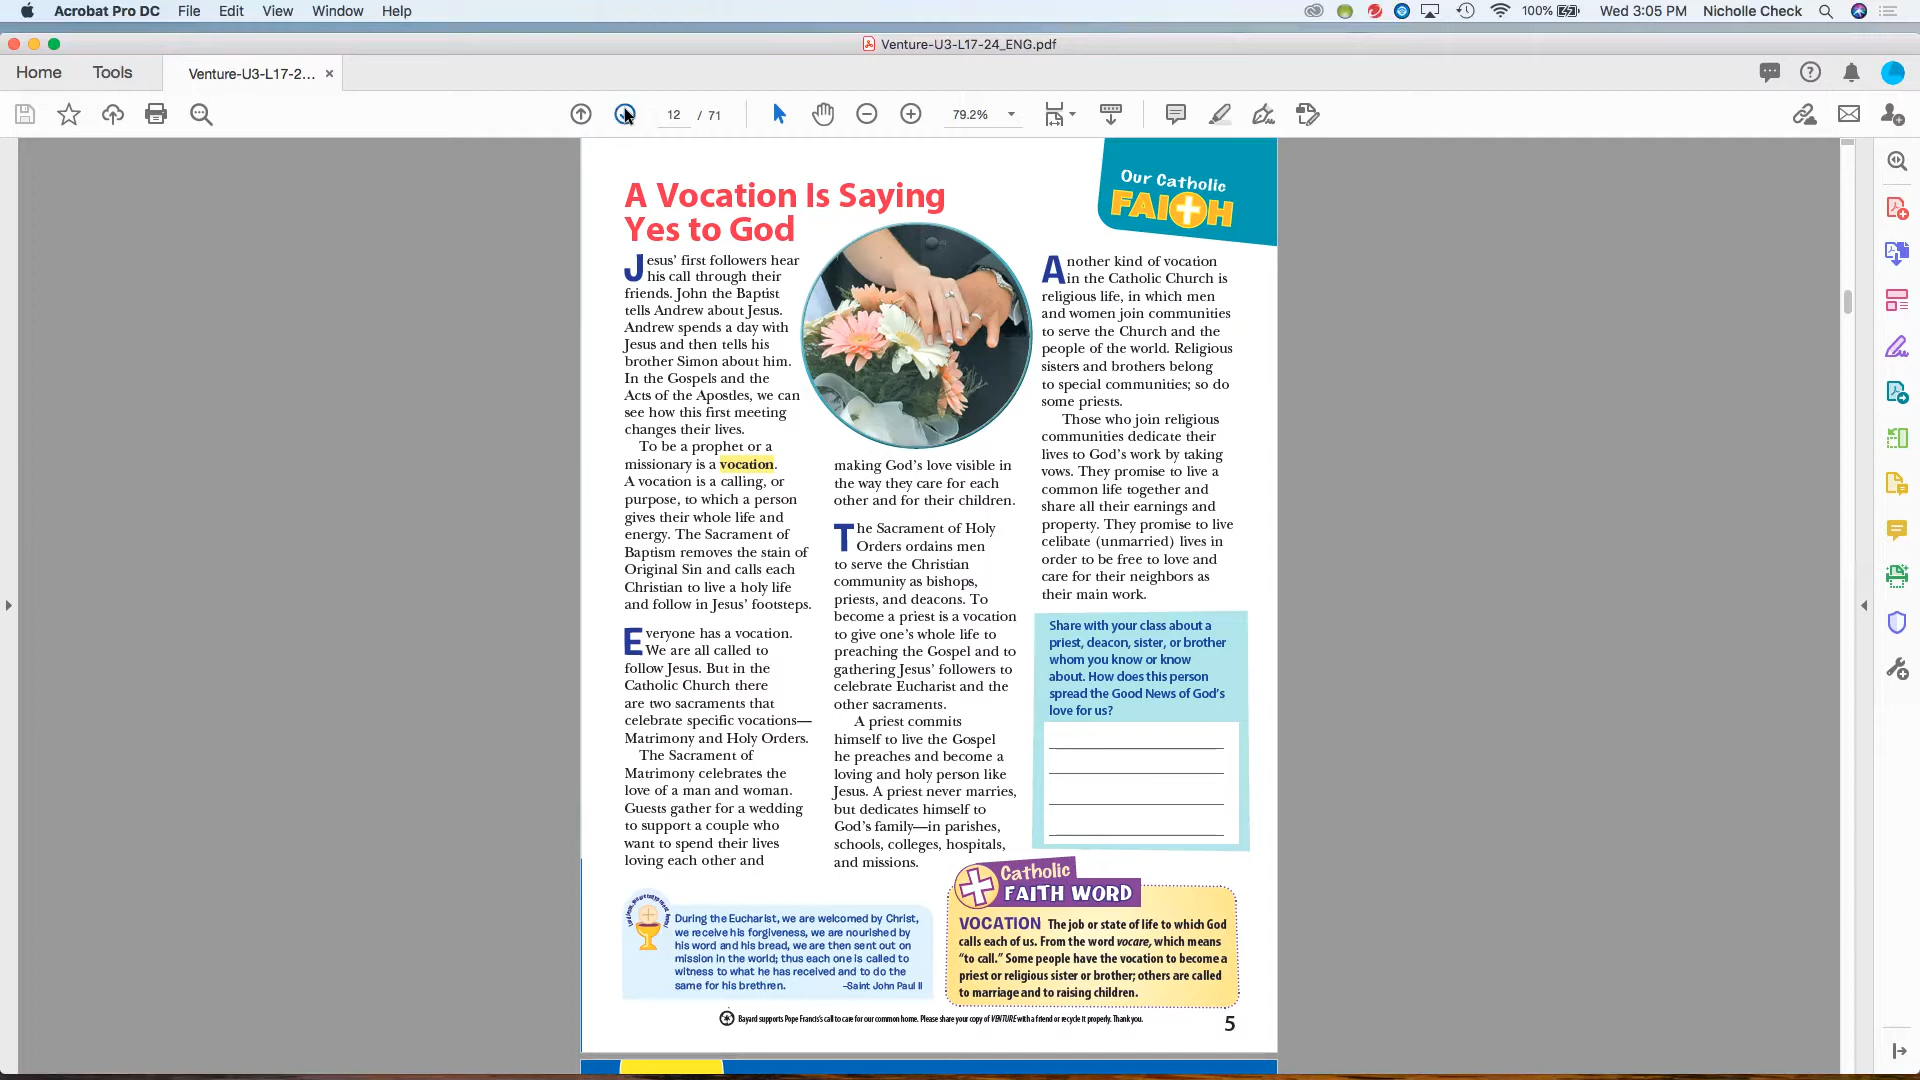 Acrobat Pro DC File Edit View Window Help
100% Wed 3:05 PM Nicholle Check
Venture-U3-L17-24_ENG.pdf
Home Tools Venture-U3-L17-2... ×
12 / 71 79.2%
A Vocation Is Saying
Yes to God
Our Catholic
FAITH
Jesus' first followers hear
his call through their
friends. John the Baptist
tells Andrew about Jesus.
Andrew spends a day with
Jesus and then tells his
brother Simon about him.
In the Gospels and the
Acts of the Apostles, we can
see how this first meeting
changes their lives.
To be a prophet or a
missionary is a vocation.
A vocation is a calling, or
purpose, to which a person
gives their whole life and
energy. The Sacrament of
Baptism removes the stain of
Original Sin and calls each
Christian to live a holy life
and follow in Jesus' footsteps.
Everyone has a vocation.
We are all called to
follow Jesus. But in the
Catholic Church there
are two sacraments that
celebrate specific vocations—
Matrimony and Holy Orders.
The Sacrament of
Matrimony celebrates the
love of a man and woman.
Guests gather for a wedding
to support a couple who
want to spend their lives
loving each other and
making God's love visible in
the way they care for each
other and for their children.
The Sacrament of Holy
Orders ordains men
to serve the Christian
community as bishops,
priests, and deacons. To
become a priest is a vocation
to give one's whole life to
preaching the Gospel and to
gathering Jesus' followers to
celebrate Eucharist and the
other sacraments.
A priest commits
himself to live the Gospel
he preaches and become a
loving and holy person like
Jesus. A priest never marries,
but dedicates himself to
God's family—in parishes,
schools, colleges, hospitals,
and missions.
Another kind of vocation
in the Catholic Church is
religious life, in which men
and women join communities
to serve the Church and the
people of the world. Religious
sisters and brothers belong
to special communities; so do
some priests.
Those who join religious
communities dedicate their
lives to God's work by taking
vows. They promise to live a
common life together and
share all their earnings and
property. They promise to live
celibate (unmarried) lives in
order to be free to love and
care for their neighbors as
their main work.
Share with your class about a
priest, deacon, sister, or brother
whom you know or know
about. How does this person
spread the Good News of God's
love for us?
During the Eucharist, we are welcomed by Christ,
we receive his forgiveness, we are nourished by
his word and his bread, we are then sent out on
mission in the world; thus each one is called to
witness to what he has received and to do the
same for his brethren. –Saint John Paul II
Catholic
FAITH WORD
VOCATION The job or state of life to which God
calls each of us. From the word vocare, which means
“to call.” Some people have the vocation to become a
priest or religious sister or brother; others are called
to marriage and to raising children.
Bayard supports Pope Francis's call to care for our common home. Please share your copy of VENTURE with a friend or recycle it properly. Thank you.
5